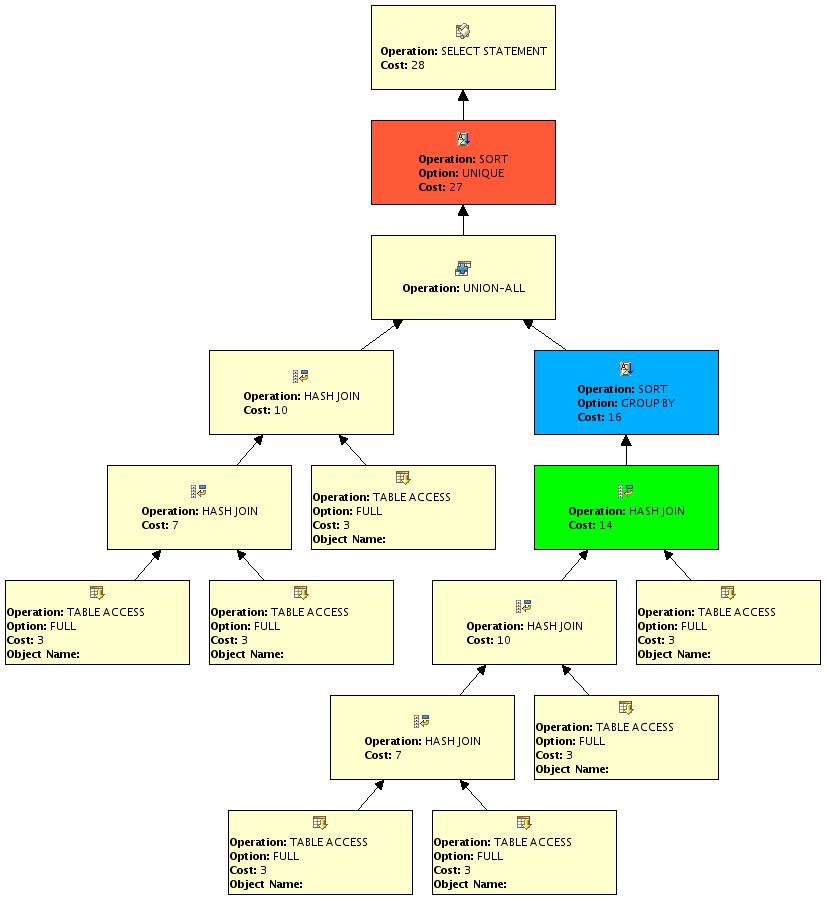 Operation: SELECT STATEMENT
Cost: 28
Operation: SORT
Option: UNIQUE
Cost: 27
Operation: UNION-ALL
Operation: HASH JOIN
Cost: 10
Operation: SORT
Option: GROUP BY
Cost: 16
Operation: HASH JOIN
Cost: 7
Operation: TABLE ACCESS
Option: FULL
Cost: 3
Object Name:
Operation: HASH JOIN
Cost: 14
Operation: TABLE ACCESS
Option: FULL
Cost: 3
Object Name:
Operation: TABLE ACCESS
Option: FULL
Cost: 3
Object Name:
Operation: HASH JOIN
Cost: 10
Operation: TABLE ACCESS
Option: FULL
Cost: 3
Object Name:
Operation: HASH JOIN
Cost: 7
Operation: TABLE ACCESS
Option: FULL
Cost: 3
Object Name:
Operation: TABLE ACCESS
Option: FULL
Cost: 3
Object Name:
Operation: TABLE ACCESS
Option: FULL
Cost: 3
Object Name: